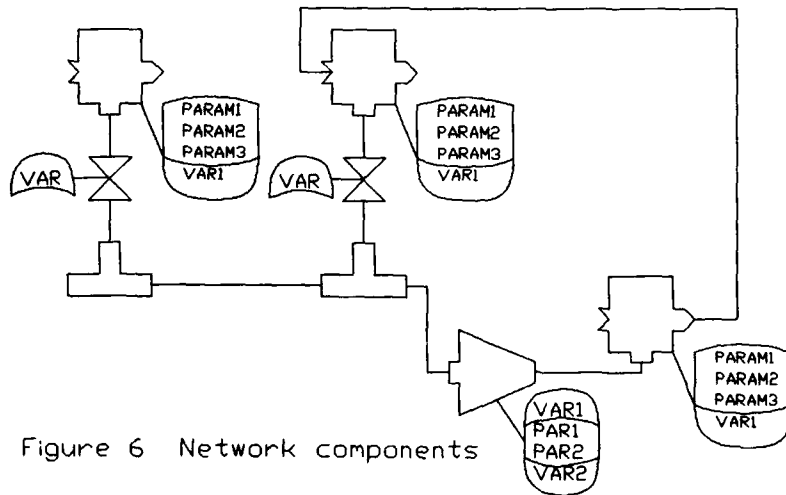 PARAM1
PARAM2
PARAM3
VAR1
VAR
PARAM1
PARAM2
PARAM3
VAR1
VAR
PARAM1
PARAM2
PARAM3
VAR1
VAR1
PAR1
PAR2
VAR2
Figure 6 Network components